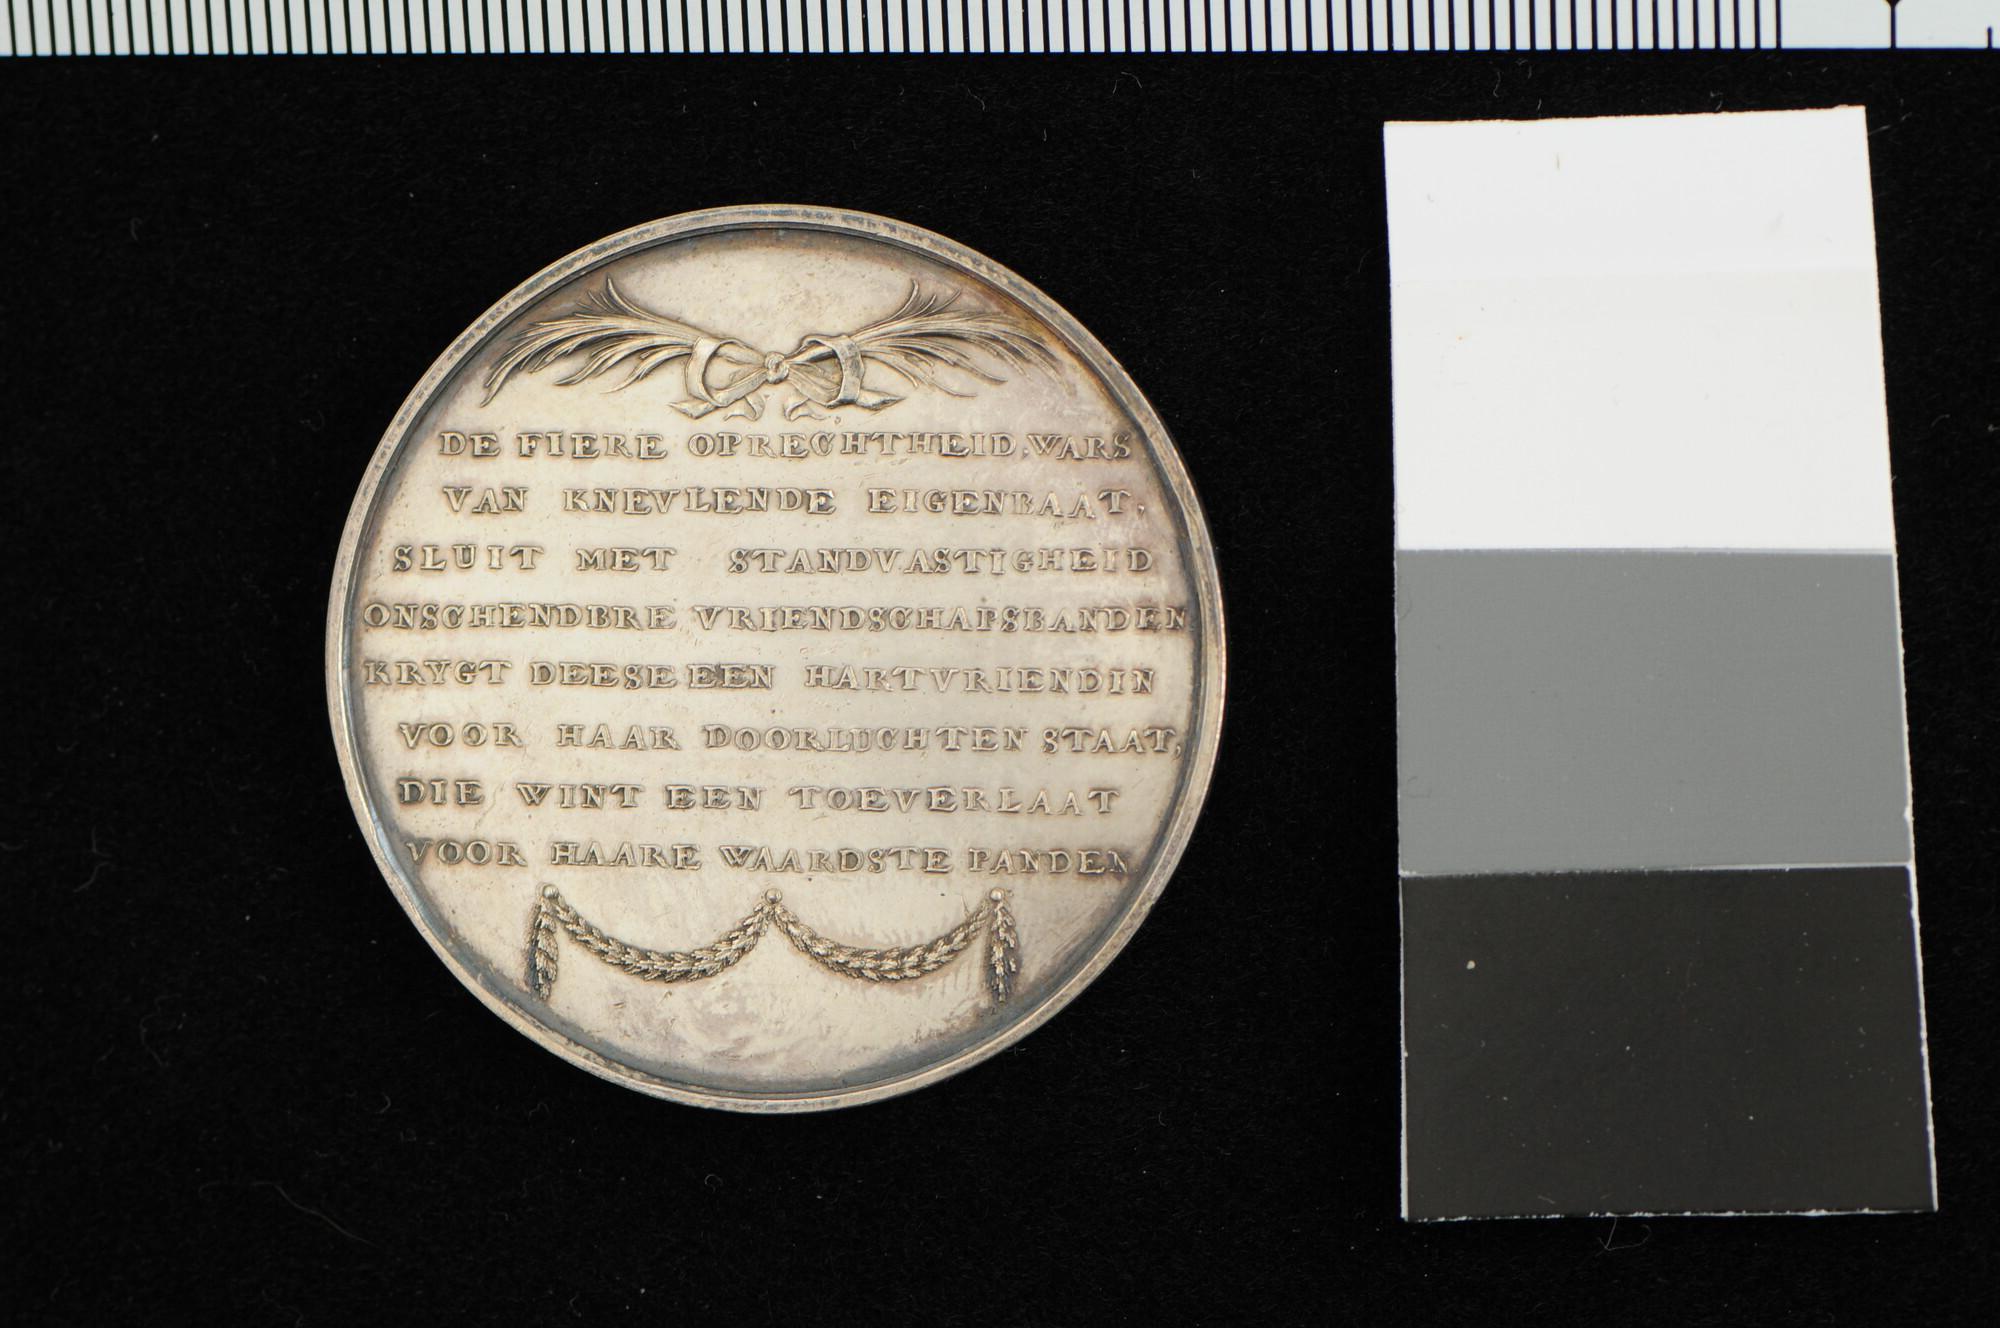 DE FIERE OPRECHTHEID, WARS
VAN KNEVLENDE EIGENBAAT,
SLUIT MET STANDVASTIGHEID
ONSCHENDBRE VRIENDSCHAPSBANDEN
KRYGT DEESE EEN HARTVRIENDIN
VOOR HAAR DOORLUCHTEN STAAT,
DIE WINT EEN TOEVERLAAT
VOOR HAARE WAARDSTE PANDEN